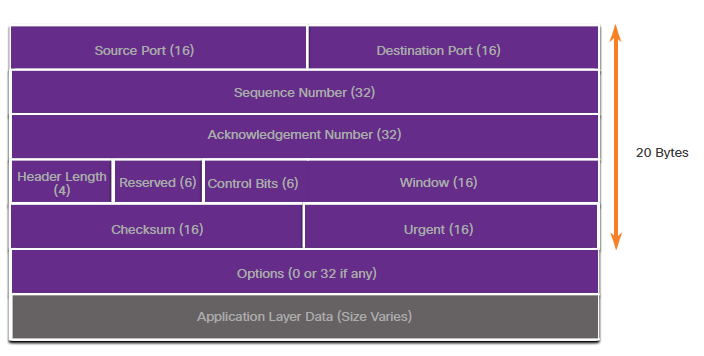 Source Port (16)
Destination Port (16)
Sequence Number (32)
Acknowledgement Number (32)
20 Bytes
Header Length
(4)
Reserved (6)
Control Bits (6)
Window (16)
Checksum (16)
Urgent (16)
Options (0 or 32 if any)
Application Layer Data (Size Varies)